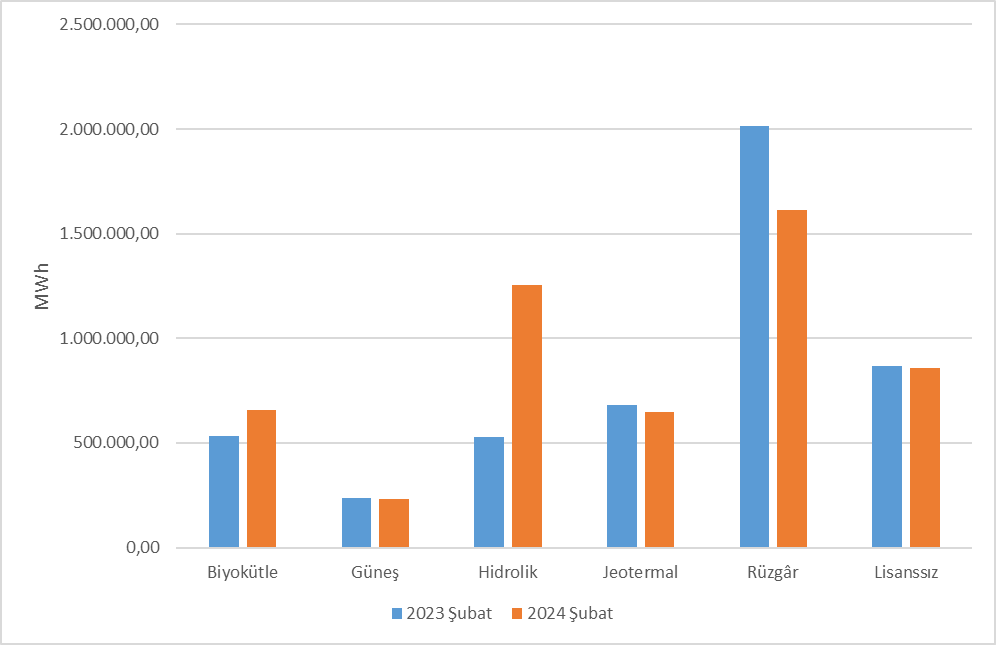 2.500.000,00
2.000.000,00
1.500.000,00
1.000.000,00
500.000,00
0,00
MWh
Biyokütle Güneş Hidrolik Jeotermal Rüzgâr Lisanssız
2023 Şubat 2024 Şubat